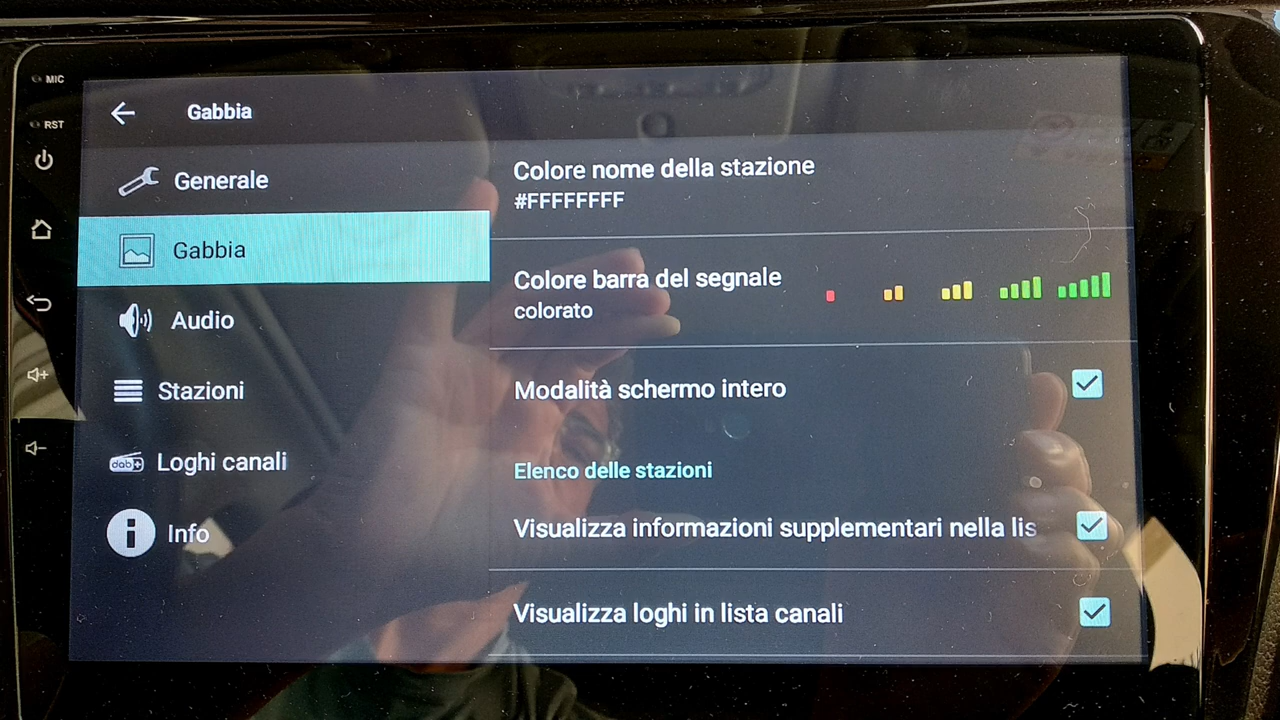 MIC
RST
Gabbia
Generale
Gabbia
Audio
Stazioni
dab+
Loghi canali
Info
Colore nome della stazione
#FFFFFFFF
Colore barra del segnale
colorato
Modalità schermo intero
Elenco delle stazioni
Visualizza informazioni supplementari nella lis
Visualizza loghi in lista canali